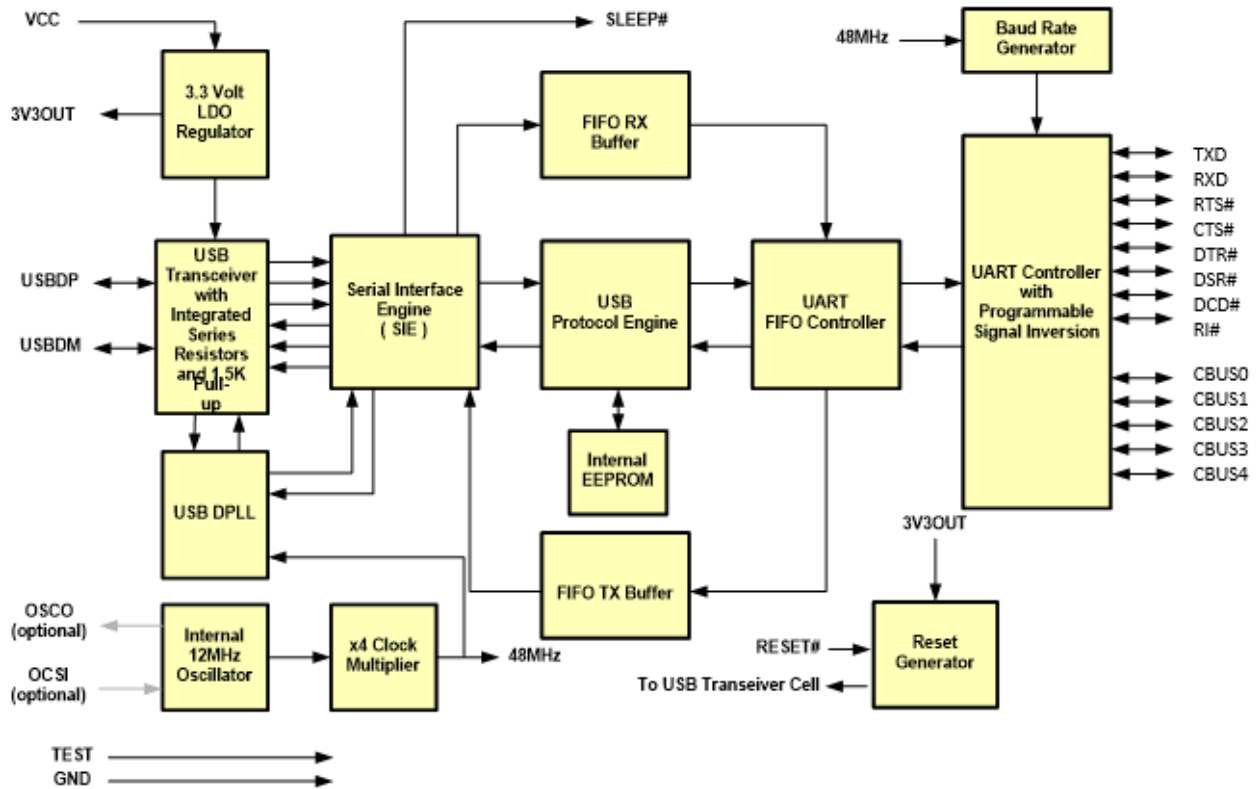 VCC
SLEEP#
48MHz
Baud Rate
Generator
3.3 Volt
LDO
Regulator
3V3OUT
FIFO RX
Buffer
TXD
RXD
RTS#
CTS#
DTR#
DSR#
DCD#
RI#
CBUS0
CBUS1
CBUS2
CBUS3
CBUS4
USBDP
USBDM
USB
Transceiver
with
Integrated
Series
Resistors
and 1.5K
Pull-
up
Serial Interface
Engine
( SIE )
USB
Protocol Engine
UART
FIFO Controller
UART Controller
with
Programmable
Signal Inversion
USB DPLL
Internal
EEPROM
FIFO TX Buffer
3V3OUT
OSCO
(optional)
OCSI
(optional)
Internal
12MHz
Oscillator
x4 Clock
Multiplier
48MHz
RESET#
To USB Transeiver Cell
Reset
Generator
TEST
GND